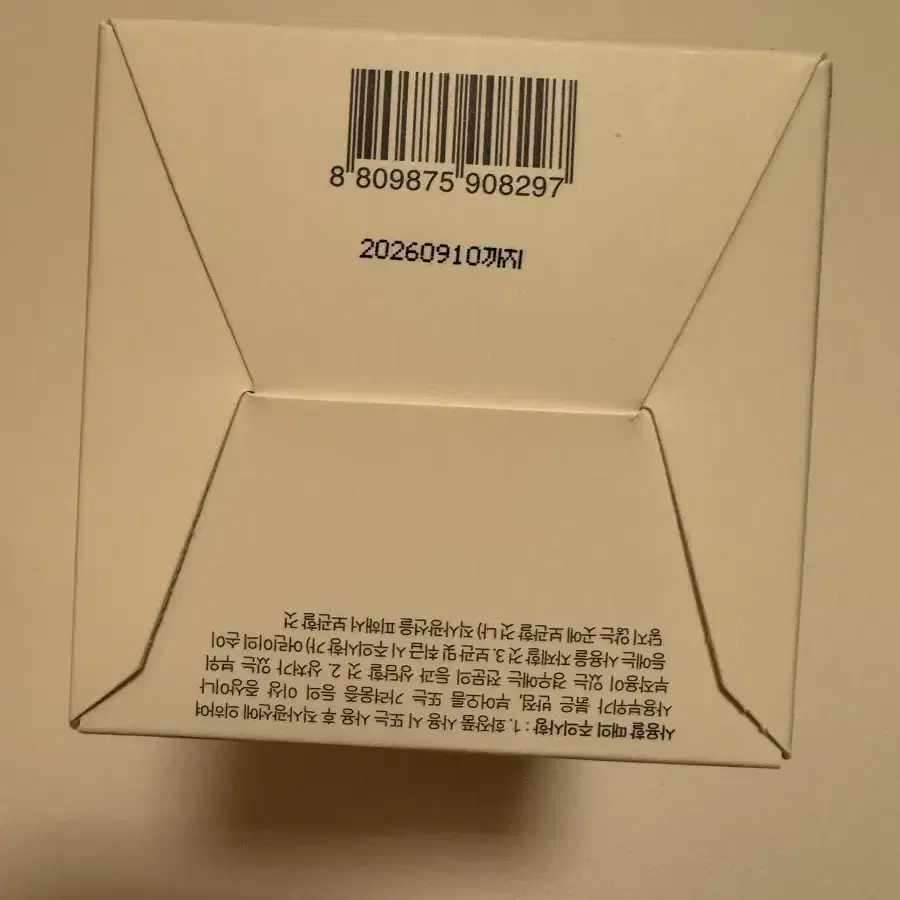 8 809875 908297
20260910까지
사용할 때의 주의사항 : 1. 화장품 사용 시 또는 사용 후 직사광선에 의하여
사용부위가 붉은 반점, 부어오름 또는 가려움증 등의 이상 증상이나
부작용이 있는 경우에는 전문의 등과 상담할 것 2. 상처가 있는 부위
등에는 사용을 자제할 것 3. 보관 및 취급 시 주의사항 가) 어린이의 손이
닿지 않는 곳에 보관할 것 나) 직사광선을 피해서 보관할 것